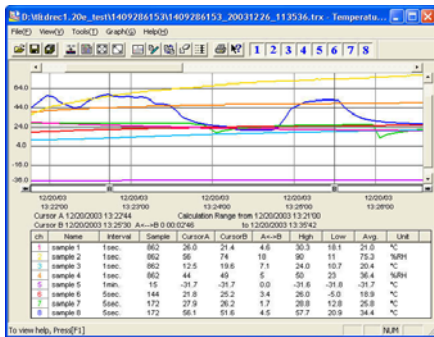 D:\tfidrec1.20e_test\1409286153\1409286153_20031226_113536.trx - Temperatu...
File(F) View(V) Tools(T) Graph(G) Help(H)
1 2 3 4 5 6 7 8
64.0
44.0
24.0
4.0
-16.0
-36.0
12/20/03 12/20/03 12/20/03 12/20/03 12/20/03
13:22:00 13:23:00 13:24:00 13:25:00 13:26:00
Cursor A 12/20/2003 13:22'44 Calculation Range from 12/20/2003 13:21'00
Cursor B 12/20/2003 13:25'30 A<-->B 0 00:02'46 to 12/20/2003 13:35'42
ch Name Interval Sample CursorA CursorB A<-->B High Low Avg. Unit
1 sample 1 1sec. 862 26.0 21.4 4.6 30.3 18.1 21.0 ℃
2 sample 2 1sec. 862 56 74 18 90 11 75.3 %RH
3 sample 3 1sec. 862 12.5 19.6 7.1 24.0 10.7 20.4 ℃
4 sample 4 1sec. 862 44 49 5 50 23 36.4 %RH
5 sample 5 1min. 15 -31.7 -31.7 0.0 -31.6 -31.8 -31.7 ℃
6 sample 6 5sec. 144 21.8 25.2 3.4 26.0 -5.0 18.9 ℃
7 sample 7 5sec. 172 27.9 26.2 1.7 28.8 12.8 25.8 ℃
8 sample 8 1sec. 862 56.1 51.6 4.5 57.7 20.9 34.4 ℃
To view help, Press[F1] NUM